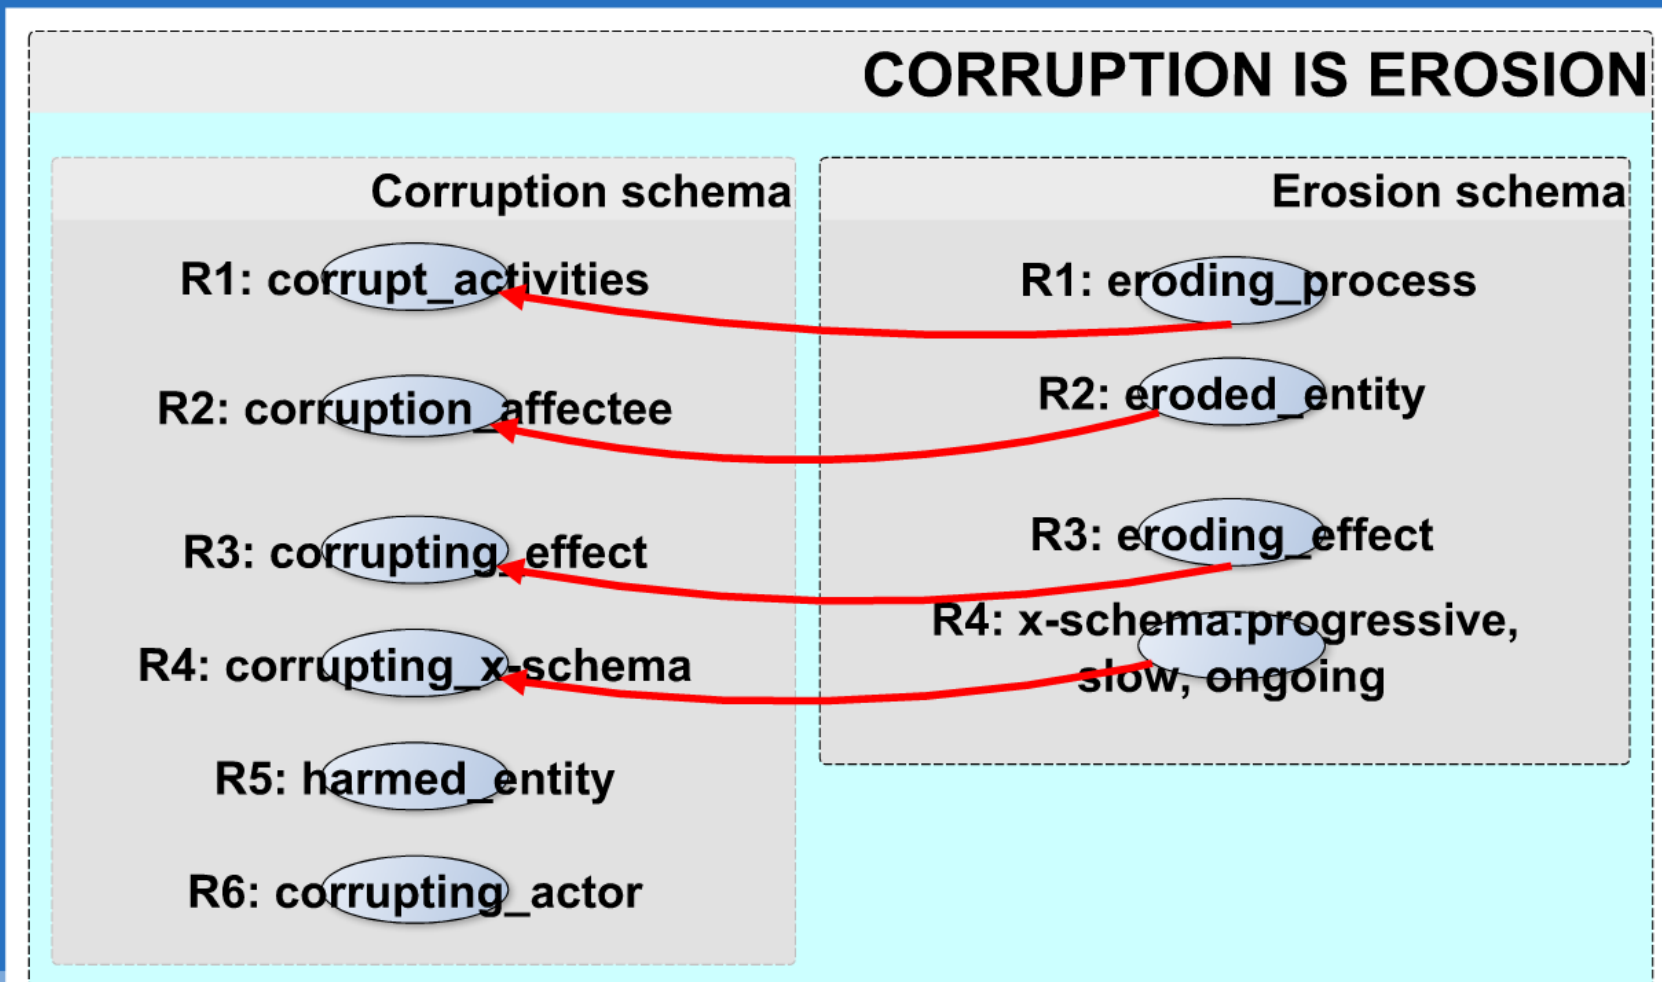 CORRUPTION IS EROSION
Corruption schema
R1: corrupt_activities
R2: corruption_affectee
R3: corrupting_effect
R4: corrupting_x-schema
R5: harmed_entity
R6: corrupting_actor
Erosion schema
R1: eroding_process
R2: eroded_entity
R3: eroding_effect
R4: x-schema:progressive,
slow, ongoing